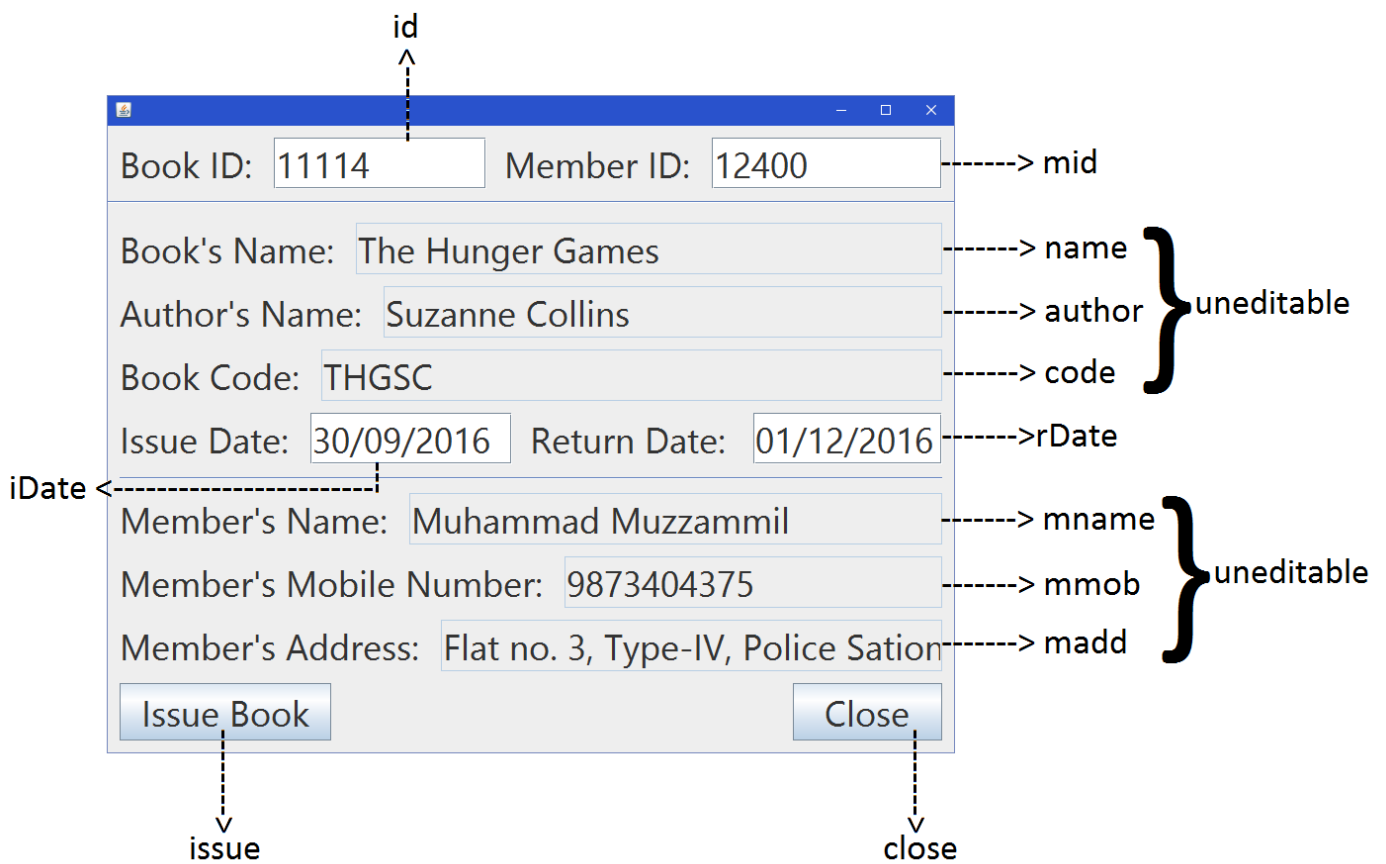 id
Book ID: 11114 Member ID: 12400 -------> mid
Book's Name: The Hunger Games -------> name
Author's Name: Suzanne Collins -------> author
uneditable
Book Code: THGSC -------> code
Issue Date: 30/09/2016 Return Date: 01/12/2016 ------->rDate
iDate <-----------------------
Member's Name: Muhammad Muzzammil -------> mname
Member's Mobile Number: 9873404375 -------> mmob
uneditable
Member's Address: Flat no. 3, Type-IV, Police Sation -------> madd
Issue Book Close
issue close